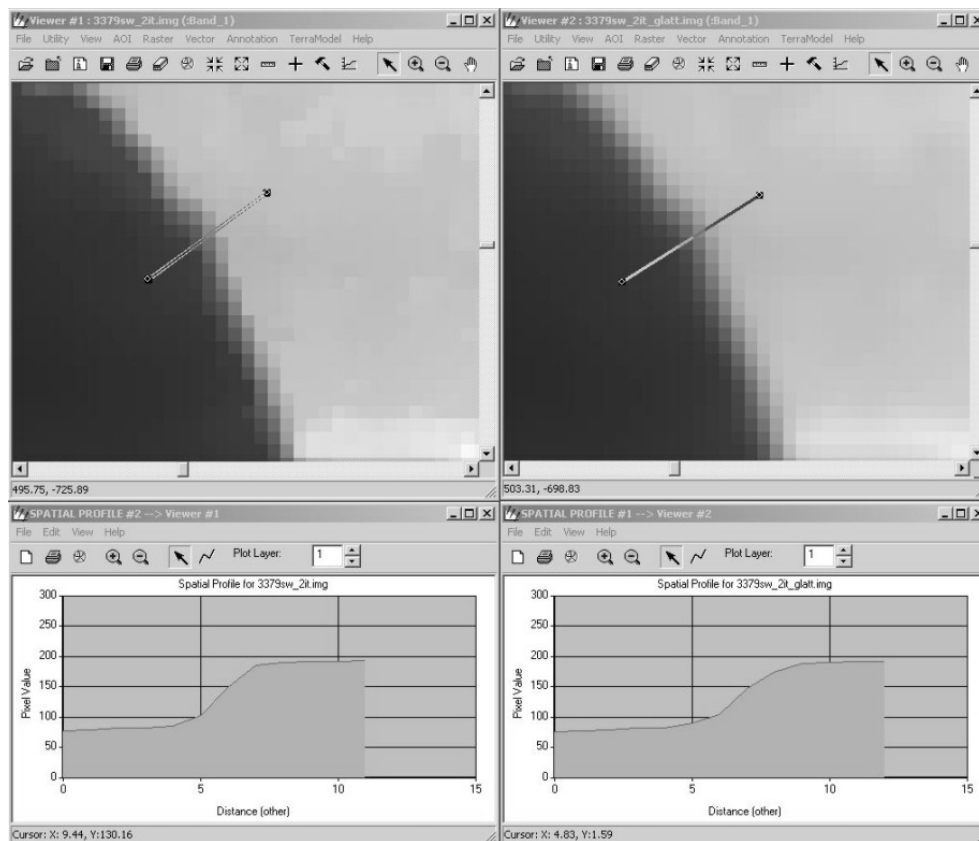 Viewer #1 : 3379sw_2it.img (:Band_1)
File Utility View AOI Raster Vector Annotation TerraModel Help
495.75, -725.89
Viewer #2 : 3379sw_2it_glatt.img (:Band_1)
File Utility View AOI Raster Vector Annotation TerraModel Help
503.31, -698.83
SPATIAL PROFILE #2 --> Viewer #1
File Edit View Help
Plot Layer: 1
Spatial Profile for 3379sw_2it.img
300
250
200
150
100
50
0
Pixel Value
0 5 10 15
Distance (other)
Cursor: X: 9.44, Y:130.16
SPATIAL PROFILE #1 --> Viewer #2
File Edit View Help
Plot Layer: 1
Spatial Profile for 3379sw_2it_glatt.img
300
250
200
150
100
50
0
Pixel Value
0 5 10 15
Distance (other)
Cursor: X: 4.83, Y:1.59